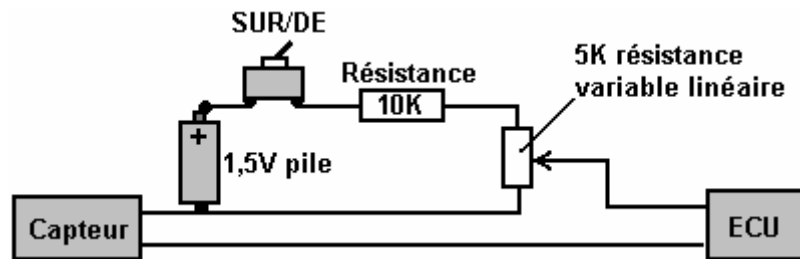 SUR/DE
Résistance
10K
5K résistance
variable linéaire
+
1,5V pile
Capteur
ECU